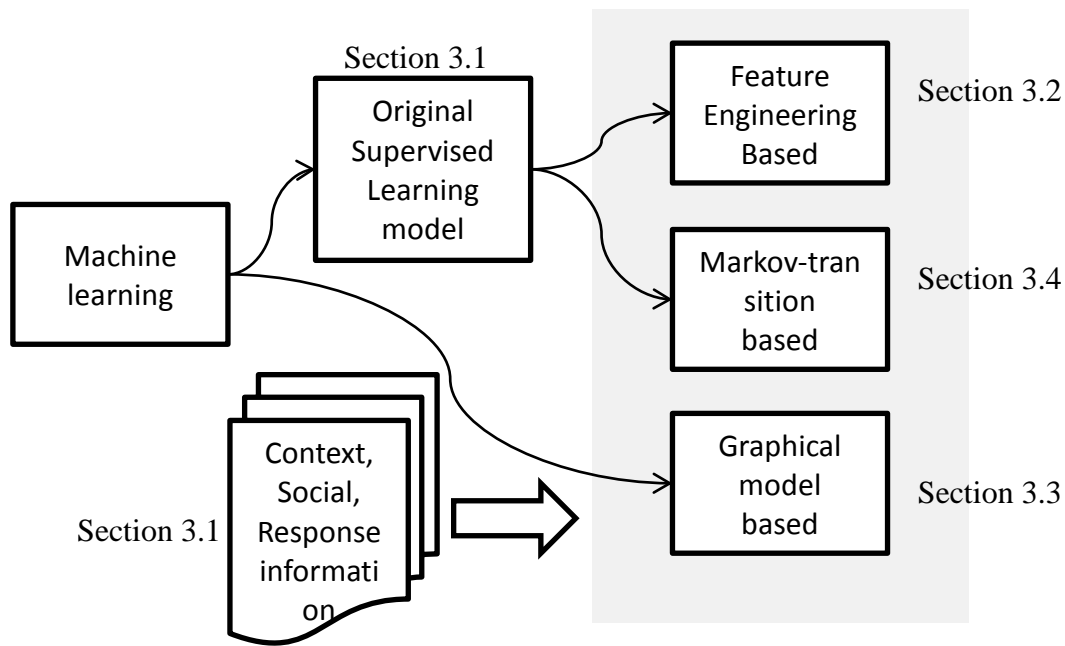 Section 3.1
Original
Supervised
Learning
model
Machine
learning
Section 3.1
Context,
Social,
Response
informati
on
Feature
Engineering
Based
Section 3.2
Markov-tran
sition
based
Section 3.4
Graphical
model
based
Section 3.3